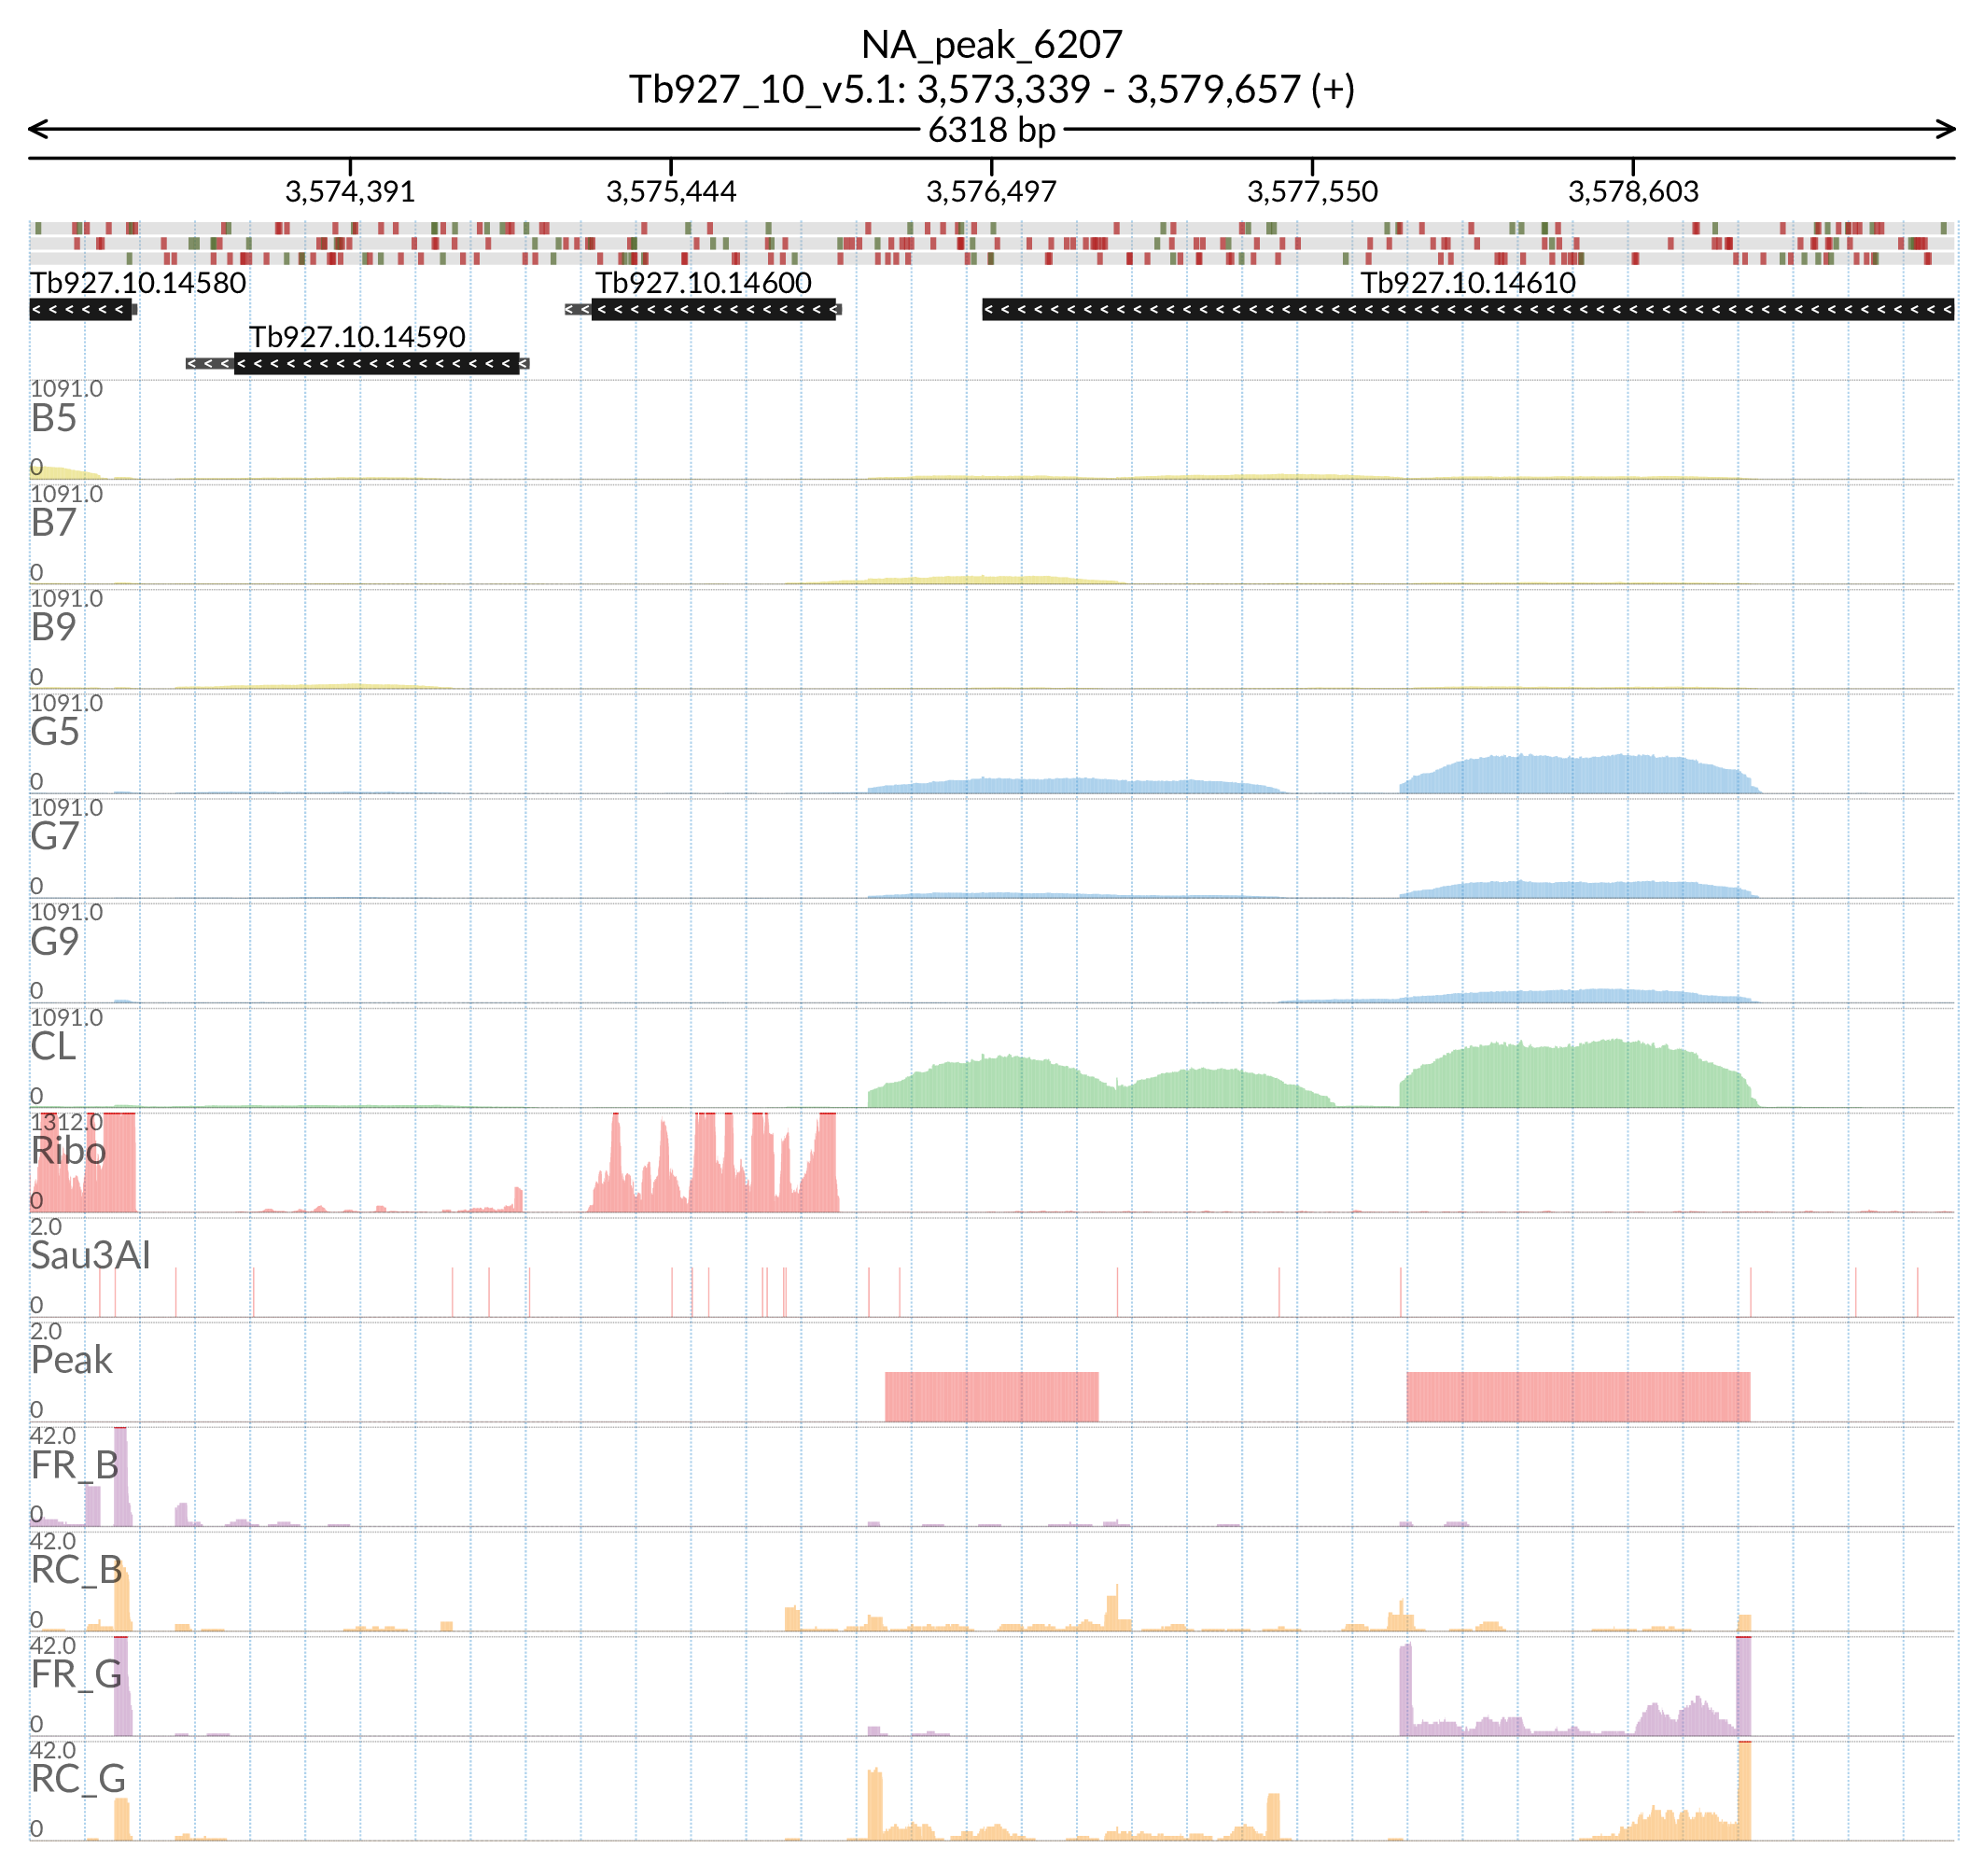 NA_peak_6207
Tb927_10_v5.1: 3,573,339 - 3,579,657 (+)
6318 bp
3,574,391 3,575,444 3,576,497 3,577,550 3,578,603
Tb927.10.14580 Tb927.10.14600 Tb927.10.14610
Tb927.10.14590
1091.0
B5
0
1091.0
B7
0
1091.0
B9
0
1091.0
G5
0
1091.0
G7
0
1091.0
G9
0
1091.0
CL
0
1312.0
Ribo
0
2.0
Sau3AI
0
2.0
Peak
0
42.0
FR_B
0
42.0
RC_B
0
42.0
FR_G
0
42.0
RC_G
0